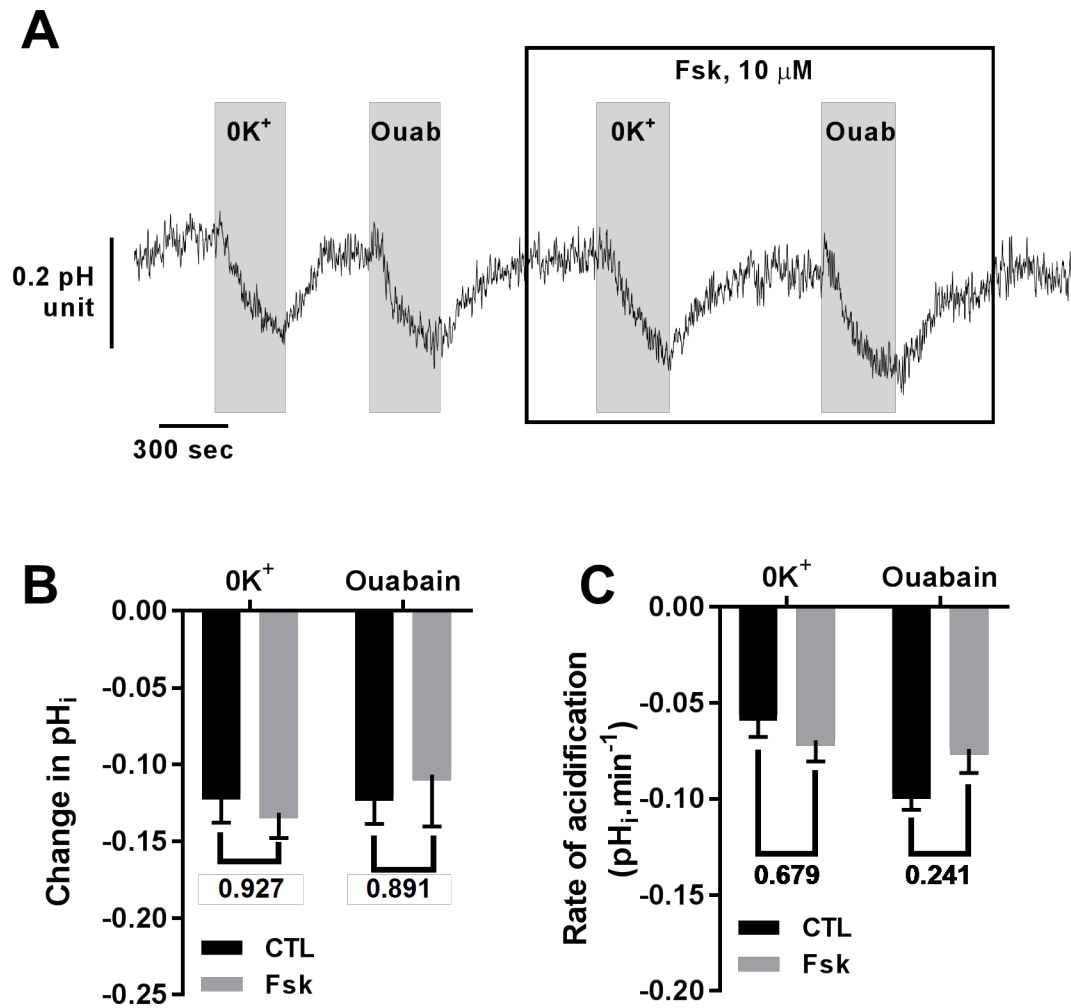 A
Fsk, 10 μM
0K⁺ Ouab 0K⁺ Ouab
0.2 pH
unit
300 sec
B
0K⁺ Ouabain
0.00
-0.05
-0.10
-0.15
-0.20
-0.25
Change in pHᵢ
0.927 0.891
CTL
Fsk
C
0K⁺ Ouabain
0.00
-0.05
-0.10
-0.15
-0.20
Rate of acidification
(pHᵢ.min⁻¹)
0.679 0.241
CTL
Fsk